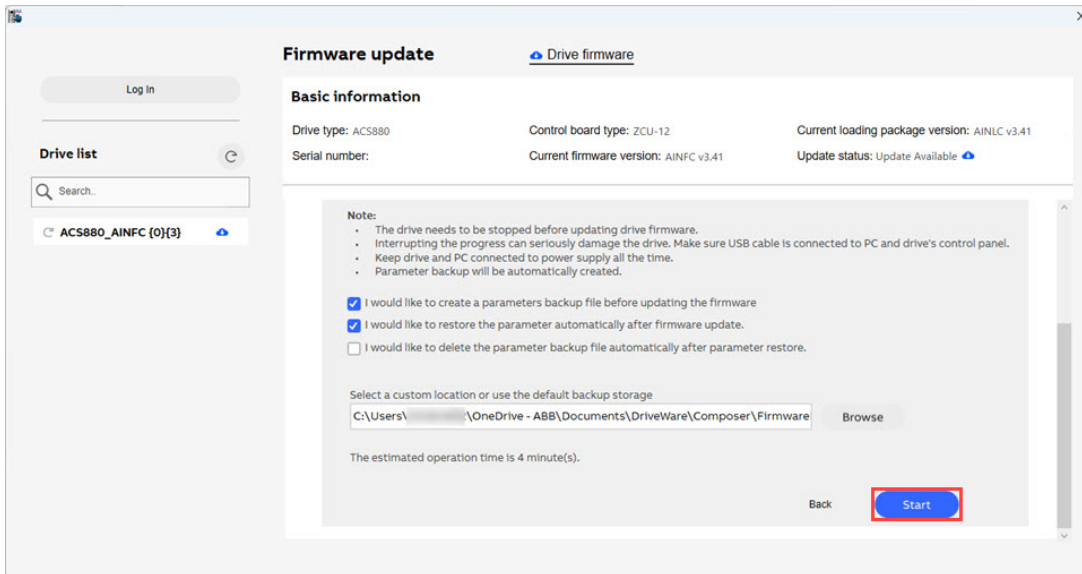 Firmware update
Drive firmware
Log In
Basic information
Drive type: ACS880
Control board type: ZCU-12
Current loading package version: AINLC v3.41
Drive list
Serial number:
Current firmware version: AINFC v3.41
Update status: Update Available
Search..
ACS880_AINFC {0}{3}
Note:
• The drive needs to be stopped before updating drive firmware.
• Interrupting the progress can seriously damage the drive. Make sure USB cable is connected to PC and drive's control panel.
• Keep drive and PC connected to power supply all the time.
• Parameter backup will be automatically created.
I would like to create a parameters backup file before updating the firmware
I would like to restore the parameter automatically after firmware update.
I would like to delete the parameter backup file automatically after parameter restore.
Select a custom location or use the default backup storage
C:\Users\ \OneDrive - ABB\Documents\DriveWare\Composer\Firmware
Browse
The estimated operation time is 4 minute(s).
Back
Start